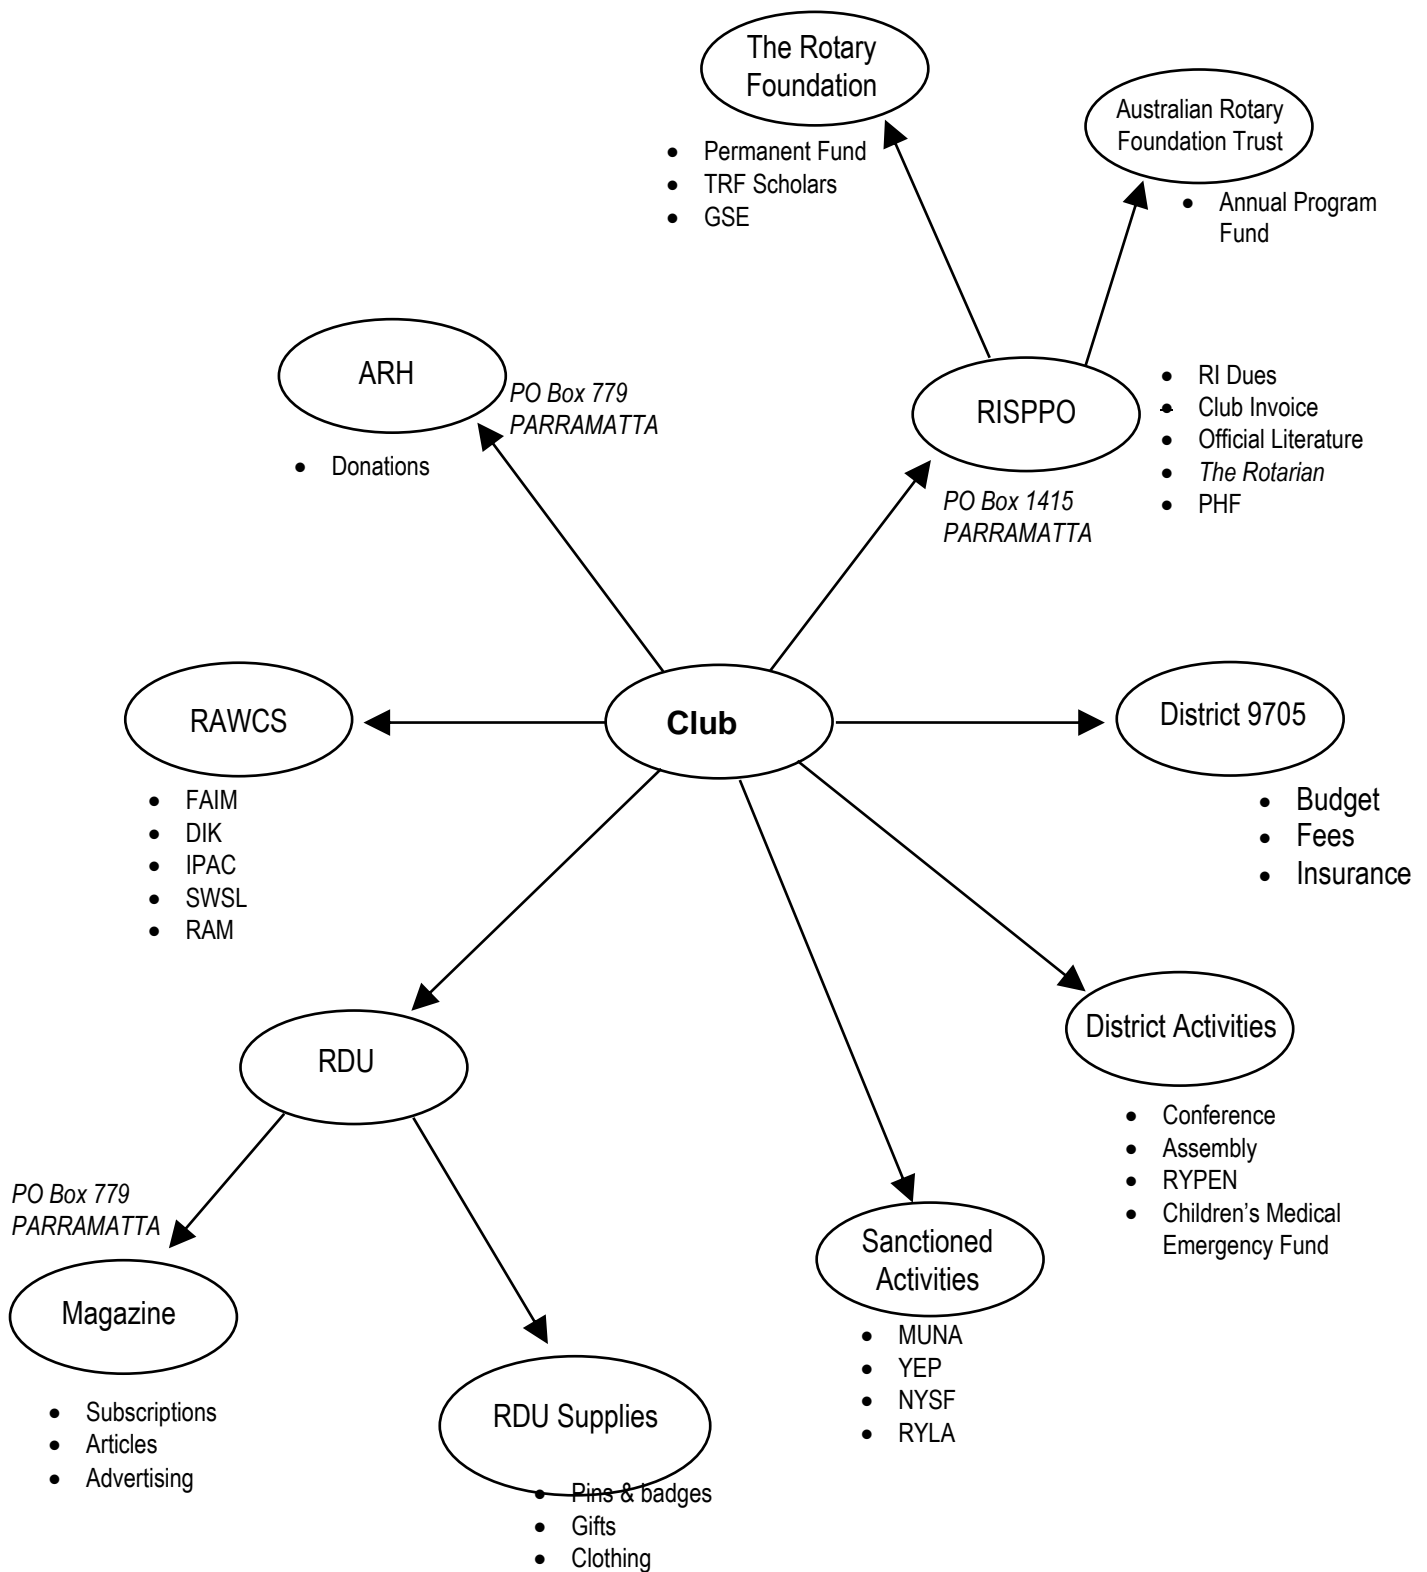 The Rotary
Foundation
• Permanent Fund
• TRF Scholars
• GSE
Australian Rotary
Foundation Trust
• Annual Program
Fund
ARH
PO Box 779
PARRAMATTA
• Donations
RISPPO
PO Box 1415
PARRAMATTA
• RI Dues
• Club Invoice
• Official Literature
• The Rotarian
• PHF
RAWCS
• FAIM
• DIK
• IPAC
• SWSL
• RAM
Club
District 9705
• Budget
• Fees
• Insurance
RDU
District Activities
• Conference
• Assembly
• RYPEN
• Children’s Medical
Emergency Fund
PO Box 779
PARRAMATTA
Magazine
• Subscriptions
• Articles
• Advertising
RDU Supplies
• Pins & badges
• Gifts
• Clothing
Sanctioned
Activities
• MUNA
• YEP
• NYSF
• RYLA